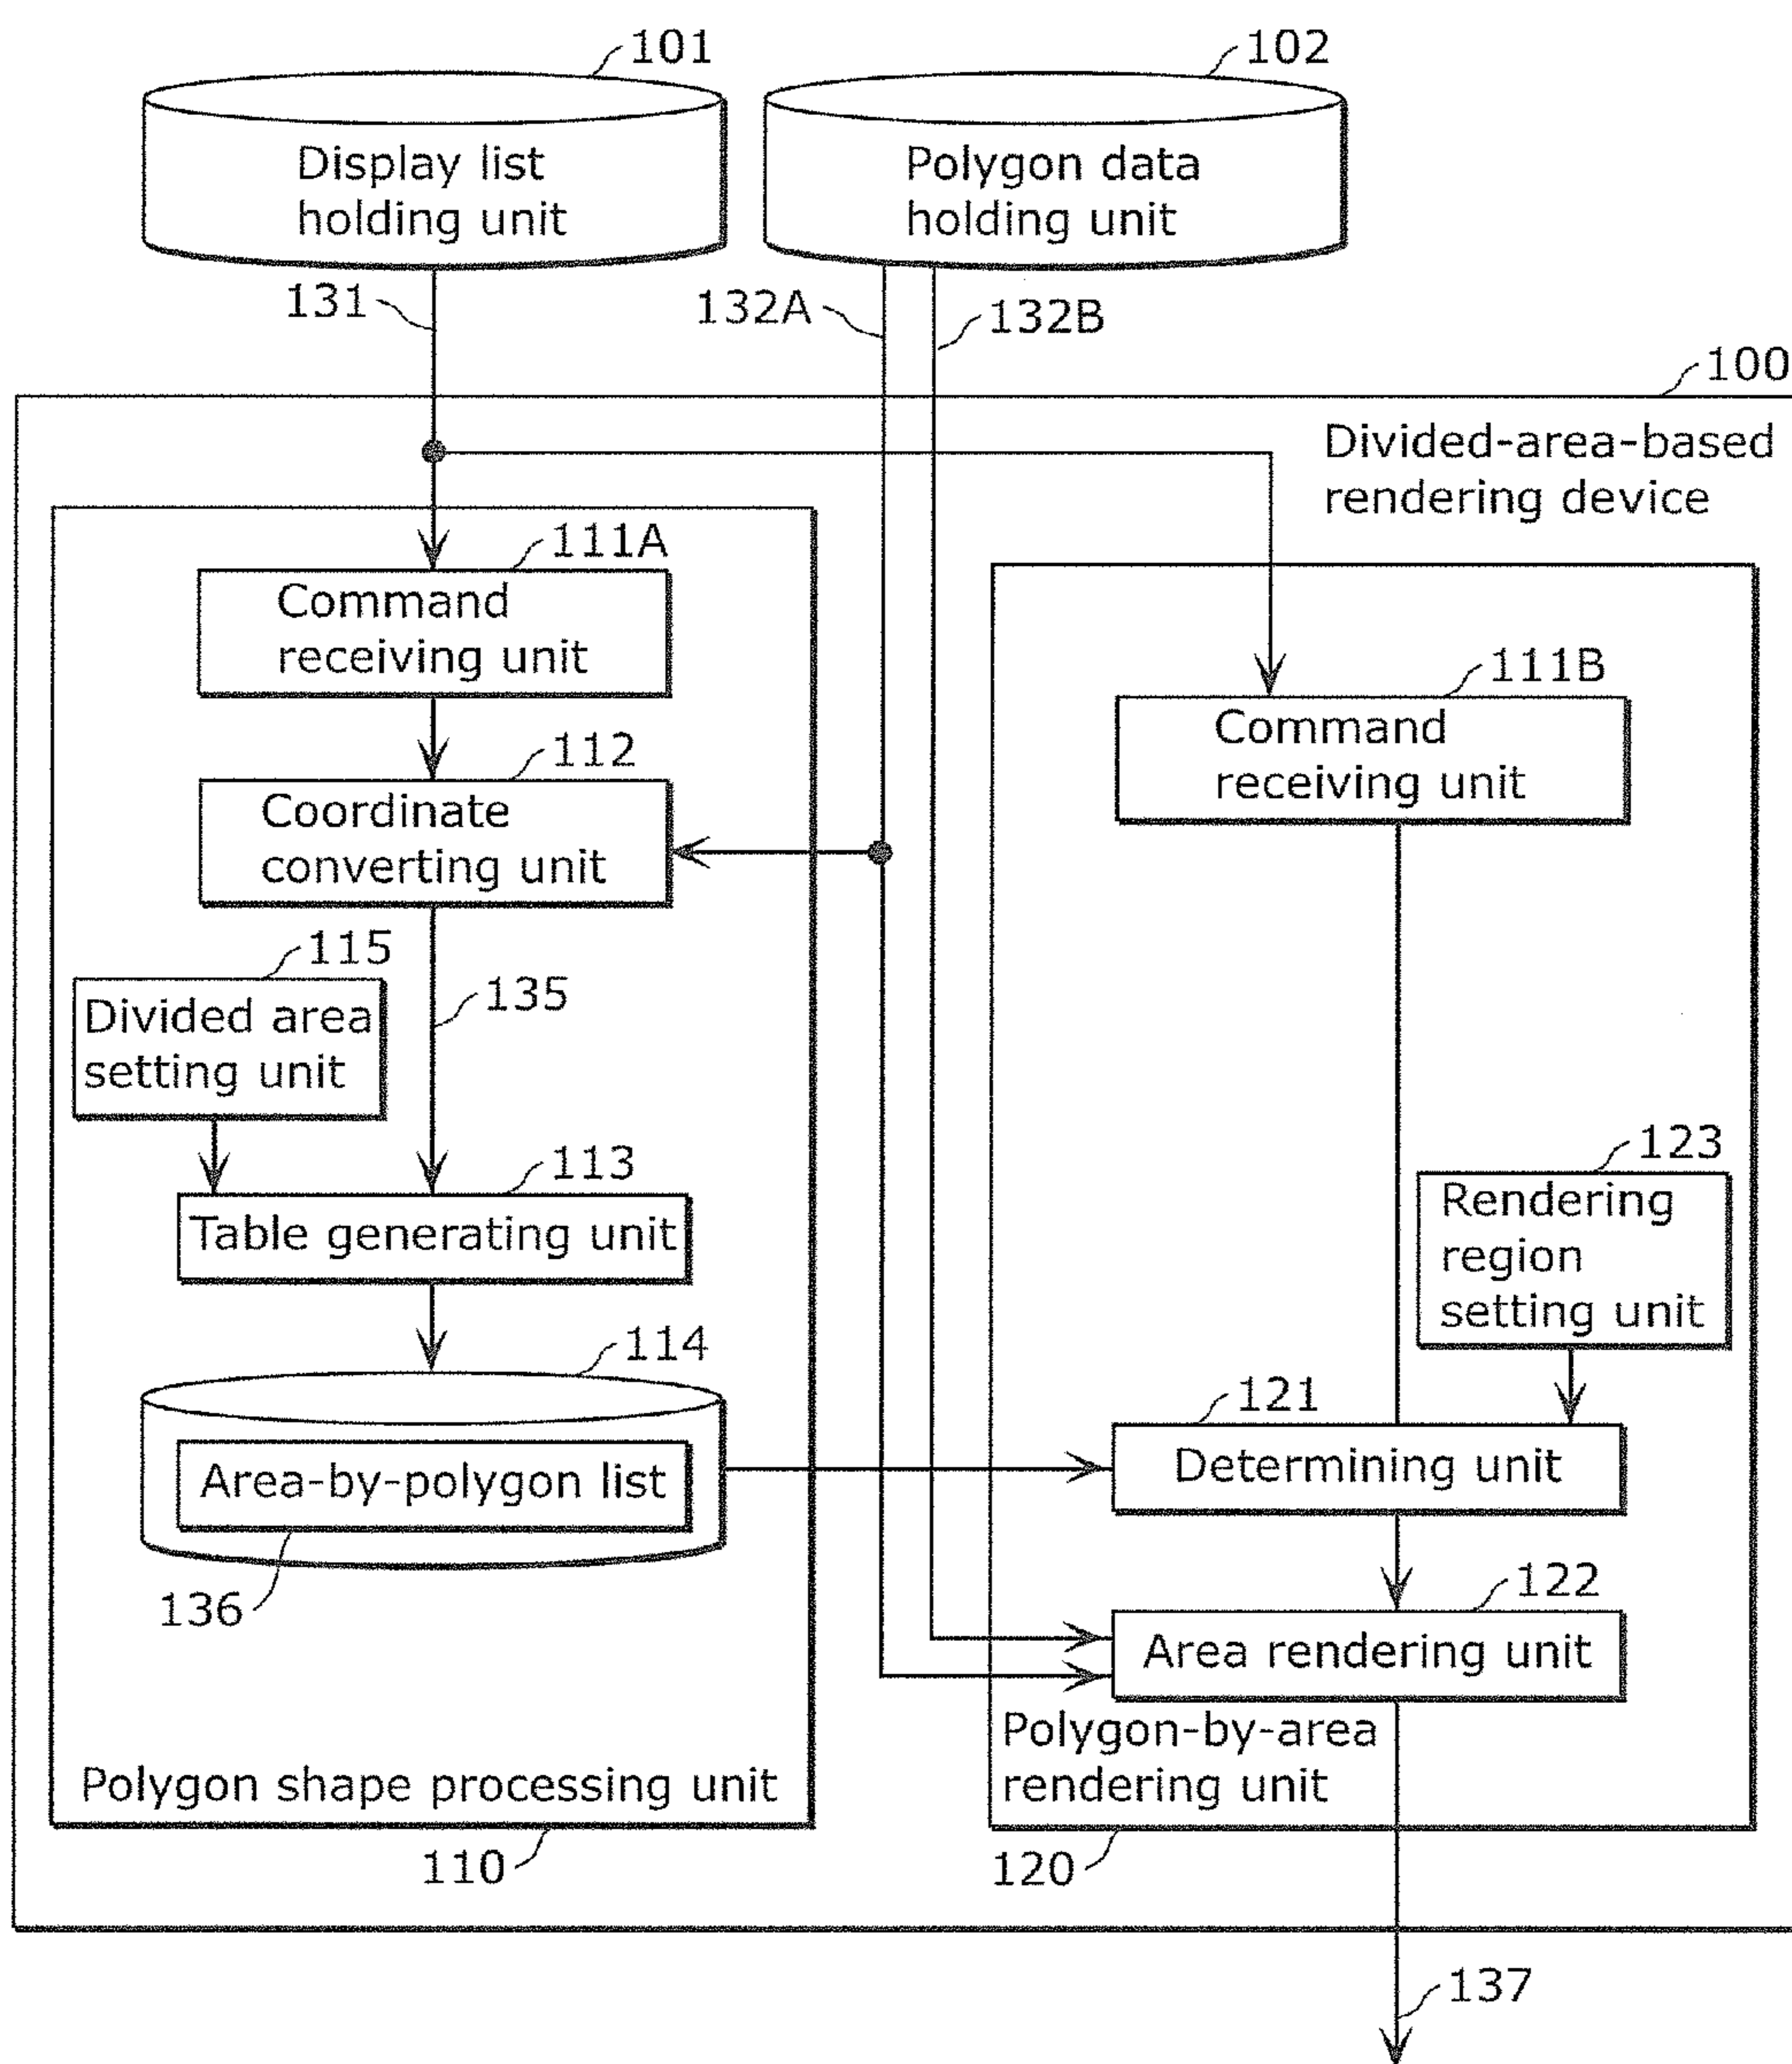 101
102
Display list
holding unit
Polygon data
holding unit
131
132A
132B
100
Divided-area-based
rendering device
111A
Command
receiving unit
111B
Command
receiving unit
112
Coordinate
converting unit
115
Divided area
setting unit
135
113
Table generating unit
123
Rendering
region
setting unit
114
Area-by-polygon list
136
121
Determining unit
122
Area rendering unit
Polygon-by-area
rendering unit
Polygon shape processing unit
110
120
137